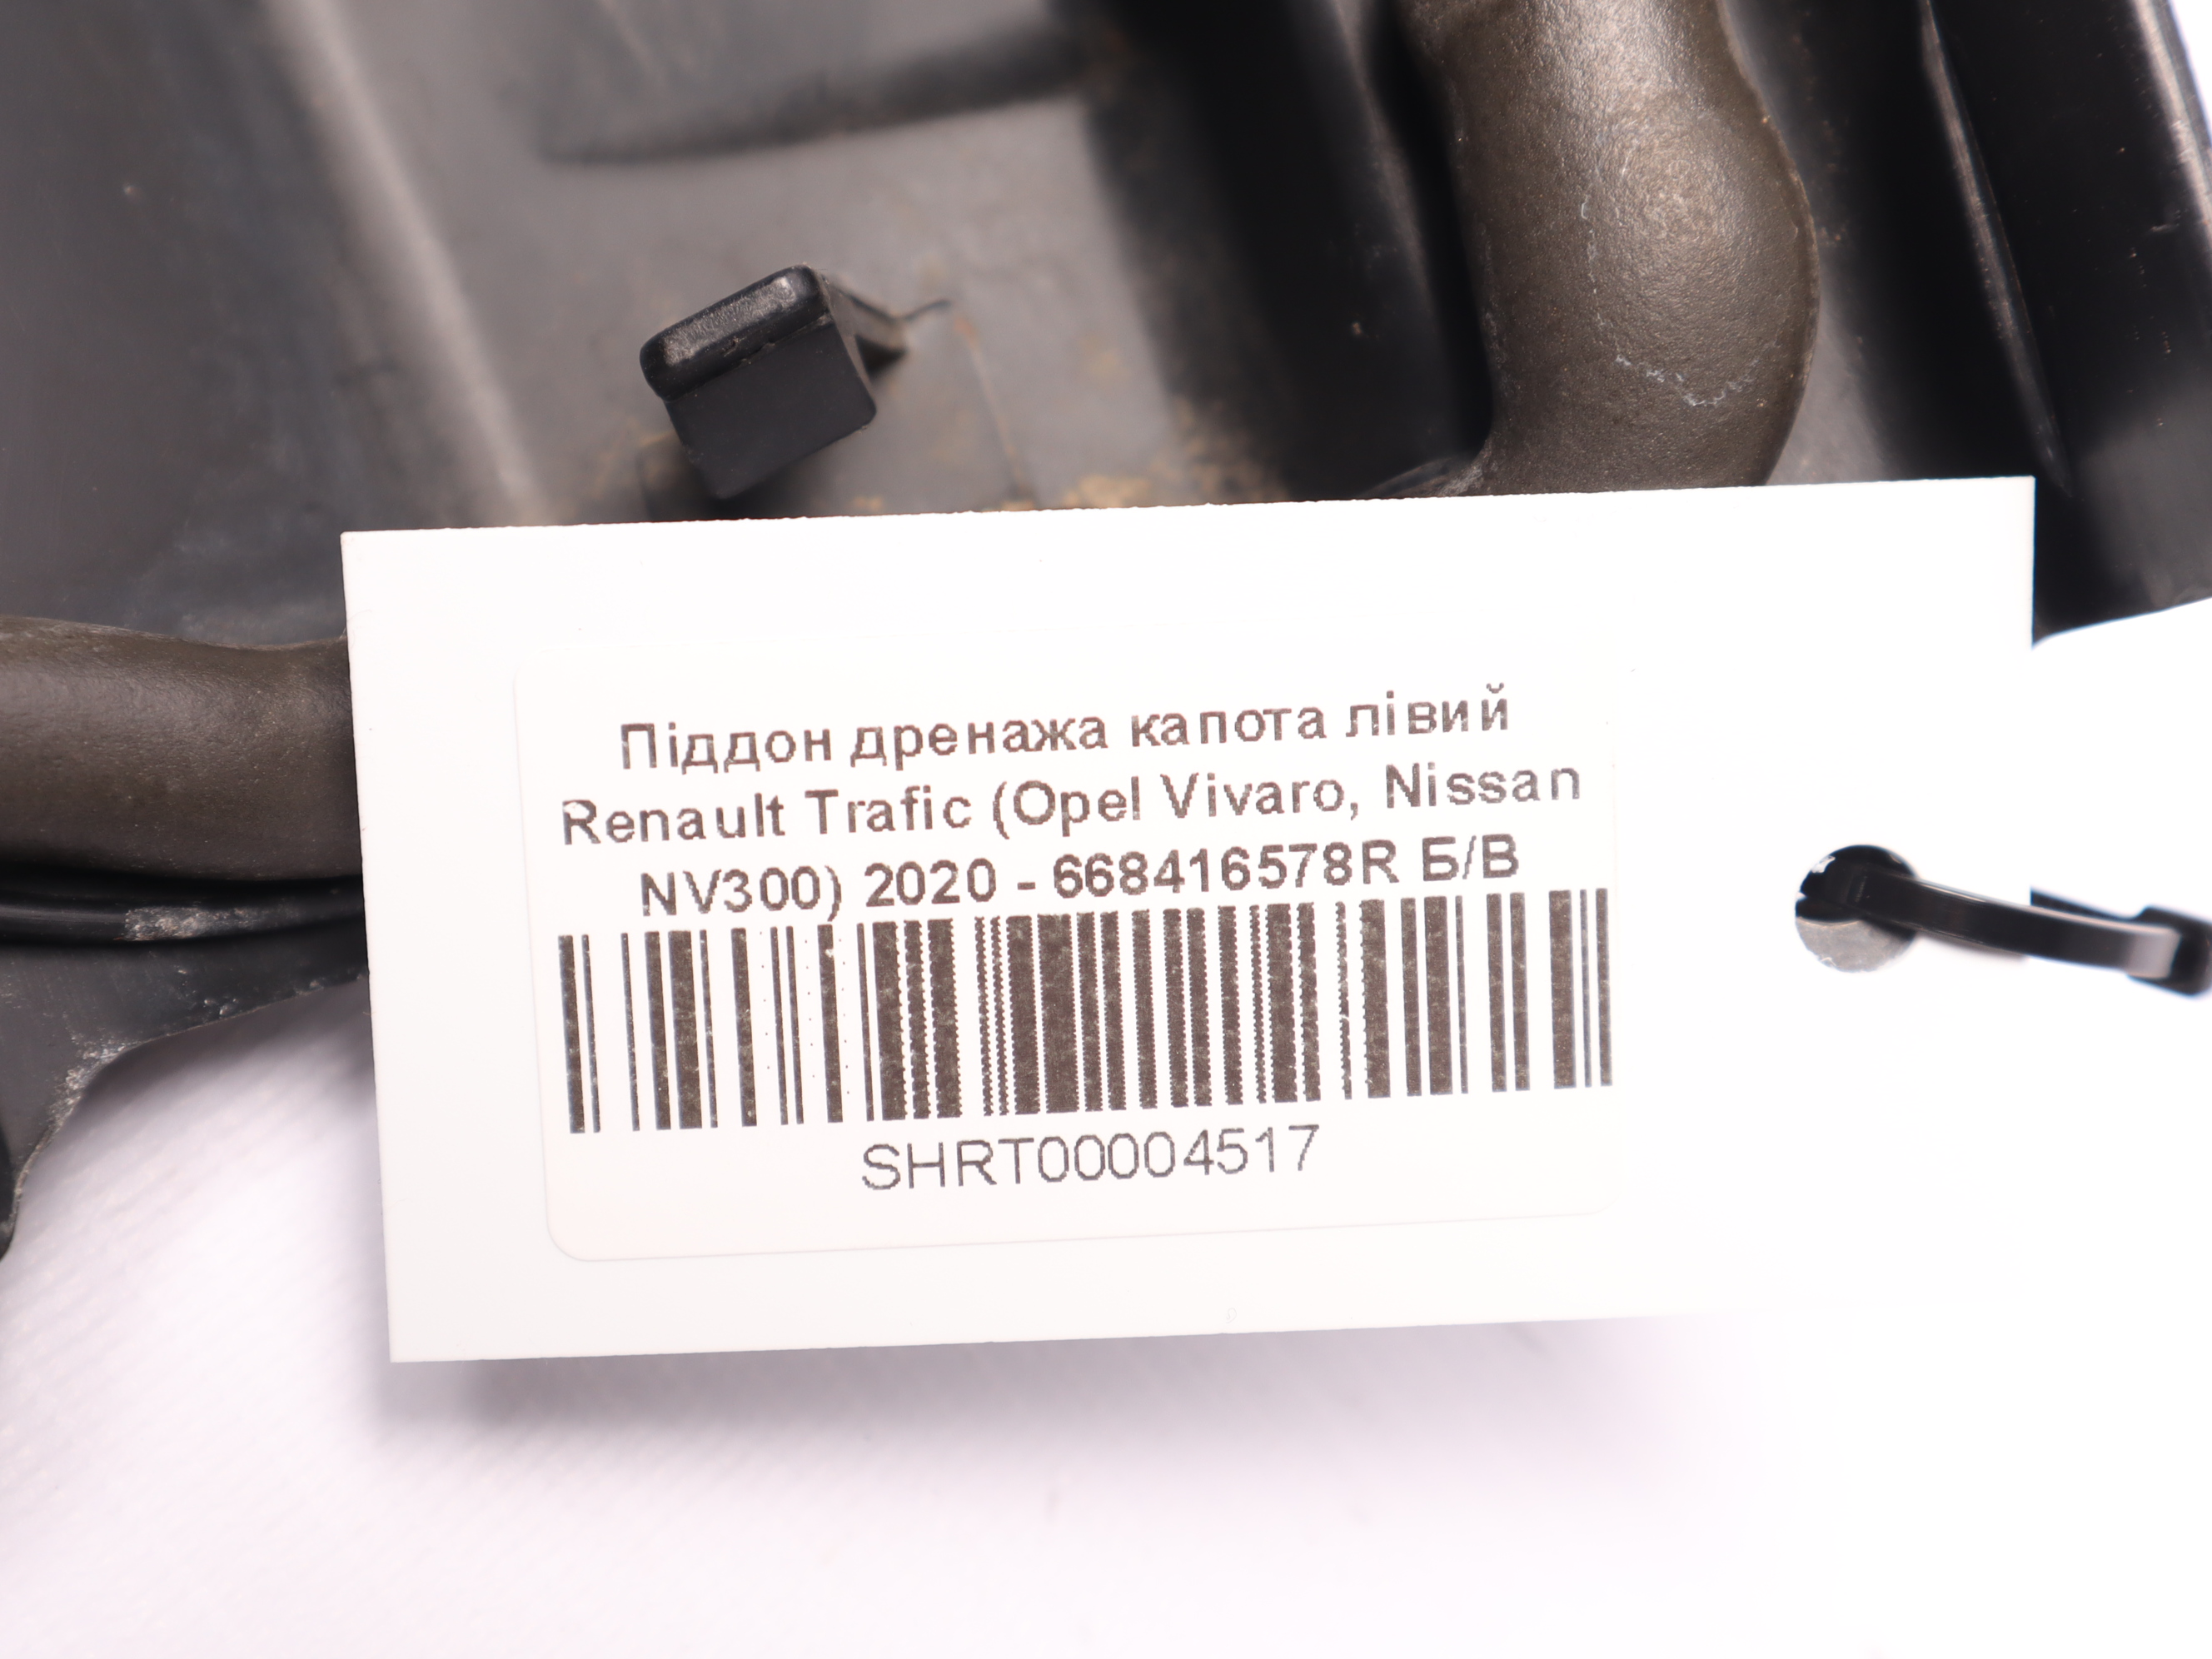 Піддон дренажа капота лівий
Renault Trafic (Opel Vivaro, Nissan
NV300) 2020 - 668416578R Б/В
SHRT00004517